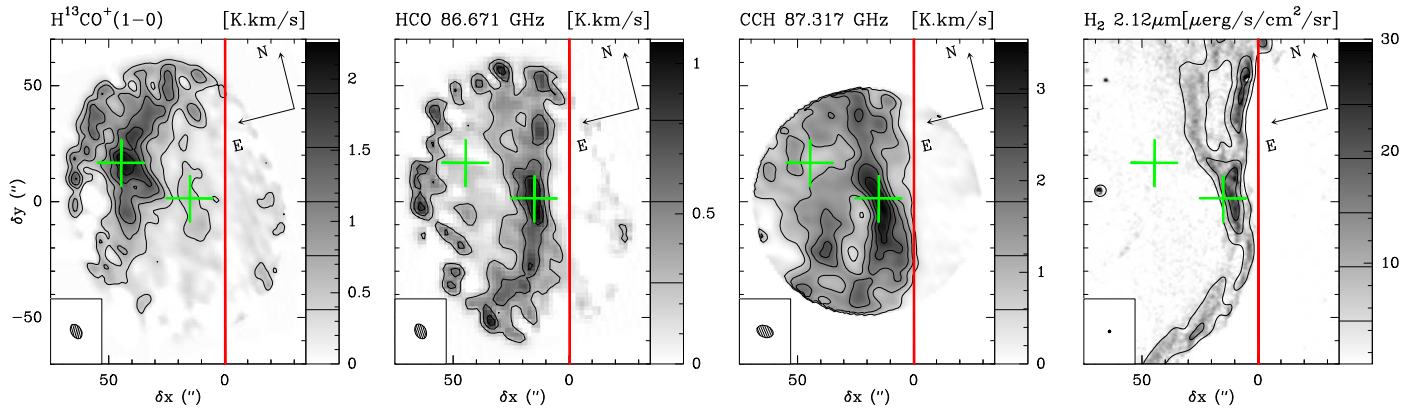 H¹³CO⁺(1−0) [K.km/s]
HCO 86.671 GHz [K.km/s]
CCH 87.317 GHz [K.km/s]
H₂ 2.12μm[μerg/s/cm²/sr]
N
E
N
E
N
E
N
E
δy (″)
50
0
−50
50
0
δx (″)
2
1.5
1
0.5
0
50
0
δx (″)
1
0.5
0
50
0
δx (″)
3
2
1
0
50
0
δx (″)
30
20
10